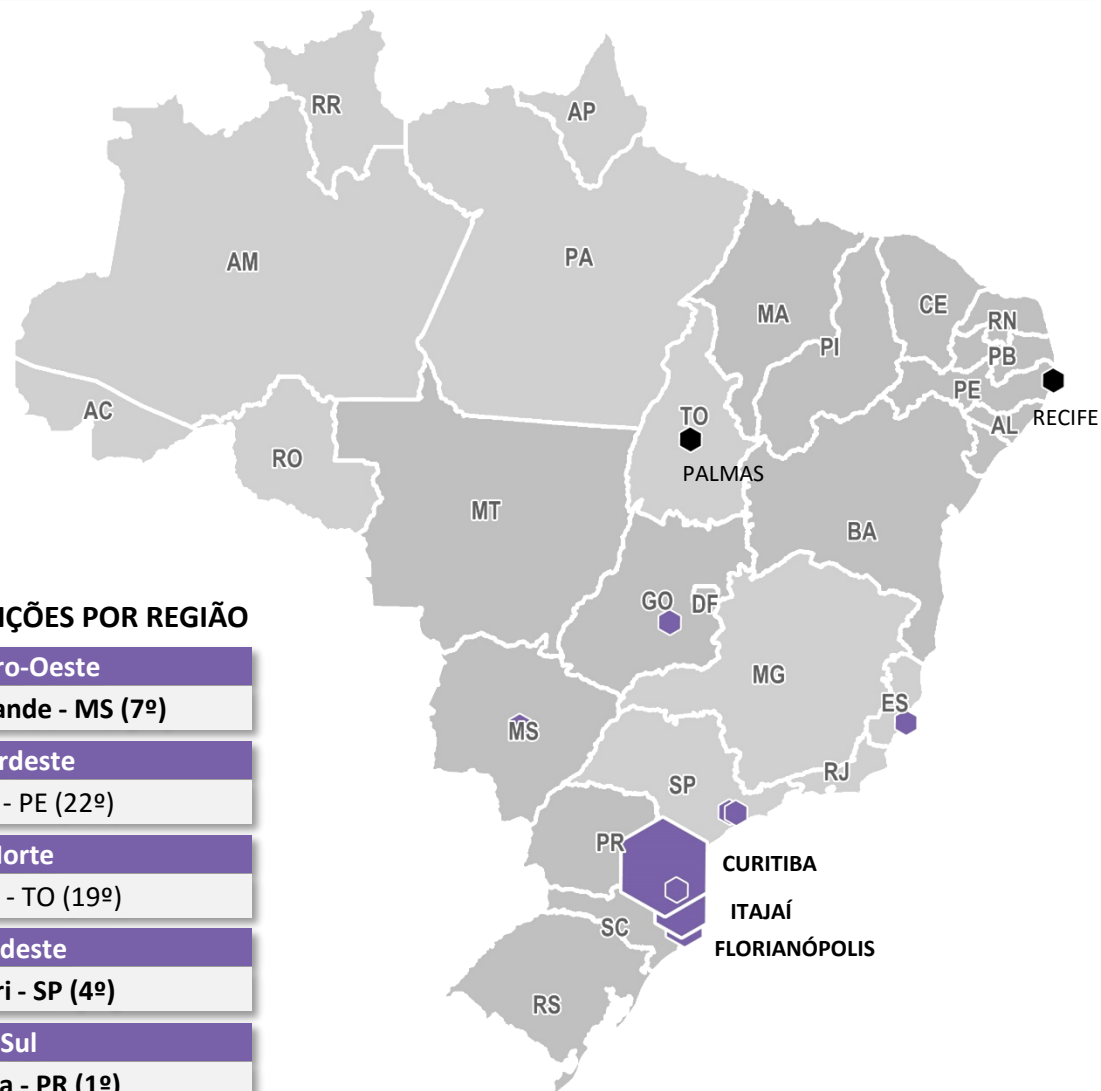 RR
AP
AM
PA
MA
CE
RN
PI
PB
PE
RECIFE
AC
TO
AL
RO
PALMAS
MT
BA
GO
DF
MG
ES
MS
SP
RJ
PR
CURITIBA
ITAJAÍ
SC
FLORIANÓPOLIS
RS
IÇÕES POR REGIÃO
ro-Oeste
ande - MS (7º)
rdeste
- PE (22º)
Norte
- TO (19º)
deste
ri - SP (4º)
Sul
a - PR (1º)